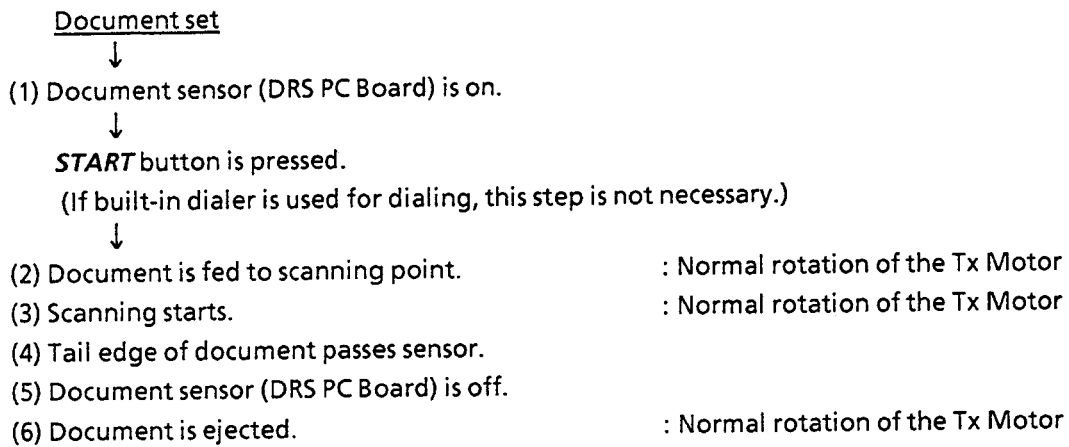 Document set
↓
(1) Document sensor (DRS PC Board) is on.
↓
START button is pressed.
(If built-in dialer is used for dialing, this step is not necessary.)
↓
(2) Document is fed to scanning point. : Normal rotation of the Tx Motor
(3) Scanning starts. : Normal rotation of the Tx Motor
(4) Tail edge of document passes sensor.
(5) Document sensor (DRS PC Board) is off.
(6) Document is ejected. : Normal rotation of the Tx Motor